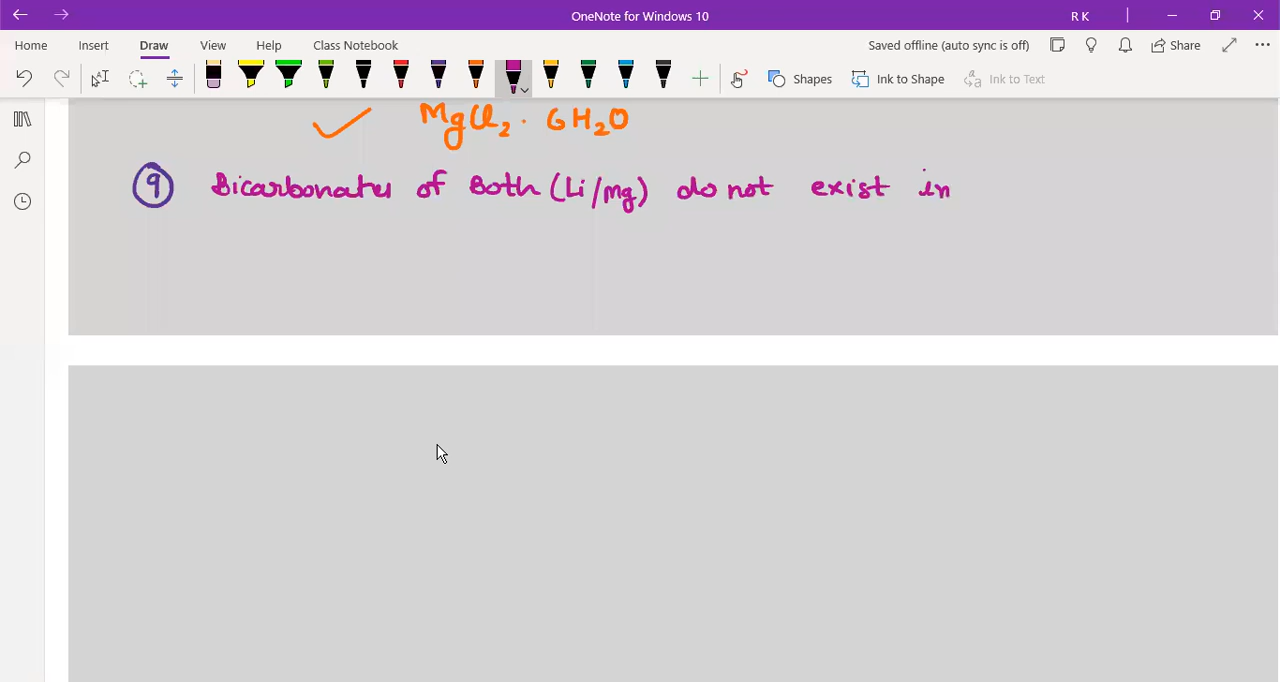 OneNote for Windows 10
R K
Home Insert Draw View Help Class Notebook
Saved offline (auto sync is off) Share
Shapes Ink to Shape Ink to Text
MgCl2 · 6H2O
9 Bicarbonates of Both (Li/Mg) do not exist in